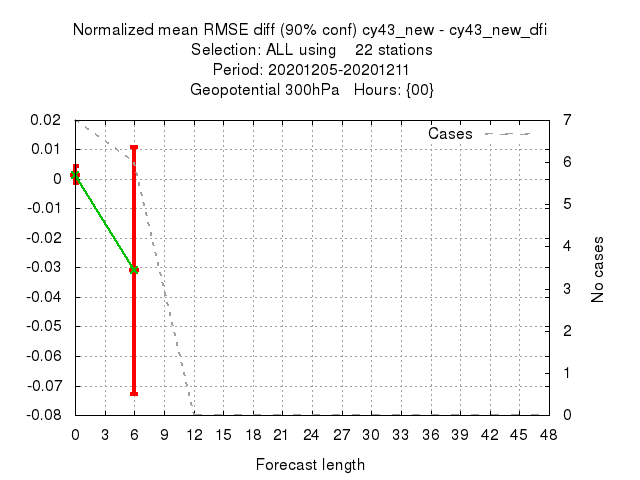 Normalized mean RMSE diff (90% conf) cy43_new - cy43_new_dfi
Selection: ALL using    22 stations
Period: 20201205-20201211
Geopotential 300hPa   Hours: {00}
Cases
0.02
0.01
0
-0.01
-0.02
-0.03
-0.04
-0.05
-0.06
-0.07
-0.08
7
6
5
4
3
2
1
0
No cases
0 3 6 9 12 15 18 21 24 27 30 33 36 39 42 45 48
Forecast length